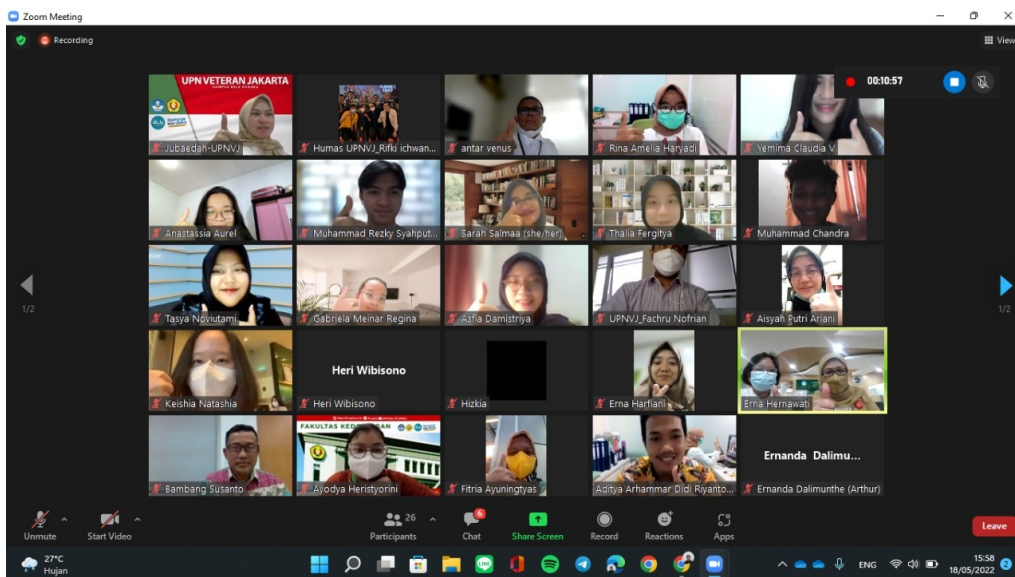 Zoom Meeting
Recording
View
00:10:57
UPN VETERAN JAKARTA
KAMPUS BELA NEGARA
Jubaedah-UPNVJ
Humas UPNVJ_Rifki ichwan...
antar venus
Rina Amelia Haryadi
Yemima Claudia V
Anastassia Aurel
Muhammad Rezky Syahput...
Sarah Salmaa (she/her)
Thalia Fergitya
Muhammad Chandra
1/2
1/2
Tasya Noviutami
Gabriela Meinar Regina
Asfia Damistriya
UPNVJ_Fachru Nofrian
Aisyah Putri Ariani
Heri Wibisono
Keishia Natashia
Heri Wibisono
Hizkia
Erna Harfiani
Erna Hernawati
FAKULTAS KEDOKTERAN
Ernanda Dalimu...
Bambang Susanto
Ayodya Heristyorini
Fitria Ayuningtyas
Aditya Arhammar Didi Riyanto...
Ernanda Dalimunthe (Arthur)
Unmute
Start Video
26
Participants
6
Chat
Share Screen
Record
Reactions
Apps
Leave
27°C
Hujan
ENG
15:58
18/05/2022
2